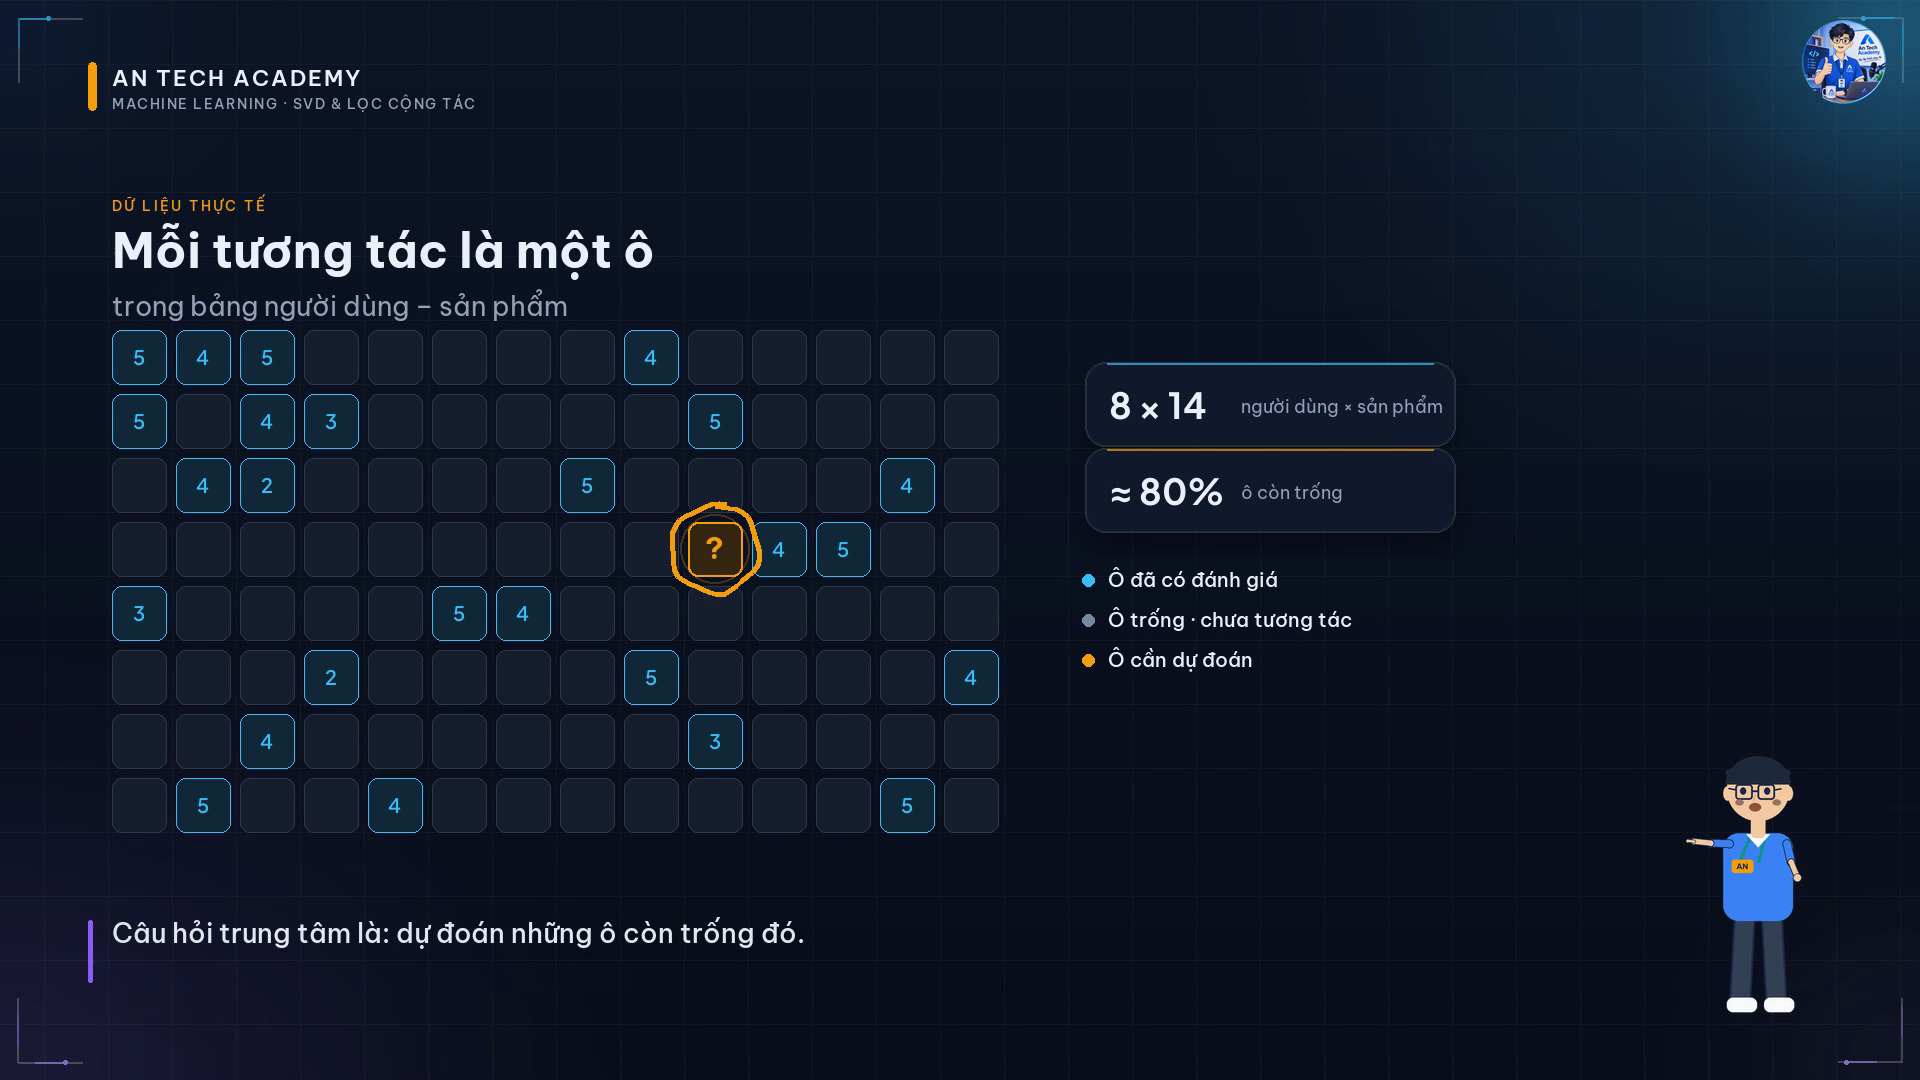 AN TECH ACADEMY
MACHINE LEARNING · SVD & LỌC CỘNG TÁC
An Tech
Academy
DỮ LIỆU THỰC TẾ
Mỗi tương tác là một ô
trong bảng người dùng – sản phẩm
5 4 5 4
5 4 3 5
4 2 5 4
? 4 5
3 5 4
2 5 4
4 3
5 4 5
8 × 14 người dùng × sản phẩm
≈ 80% ô còn trống
Ô đã có đánh giá
Ô trống · chưa tương tác
Ô cần dự đoán
AN
Câu hỏi trung tâm là: dự đoán những ô còn trống đó.